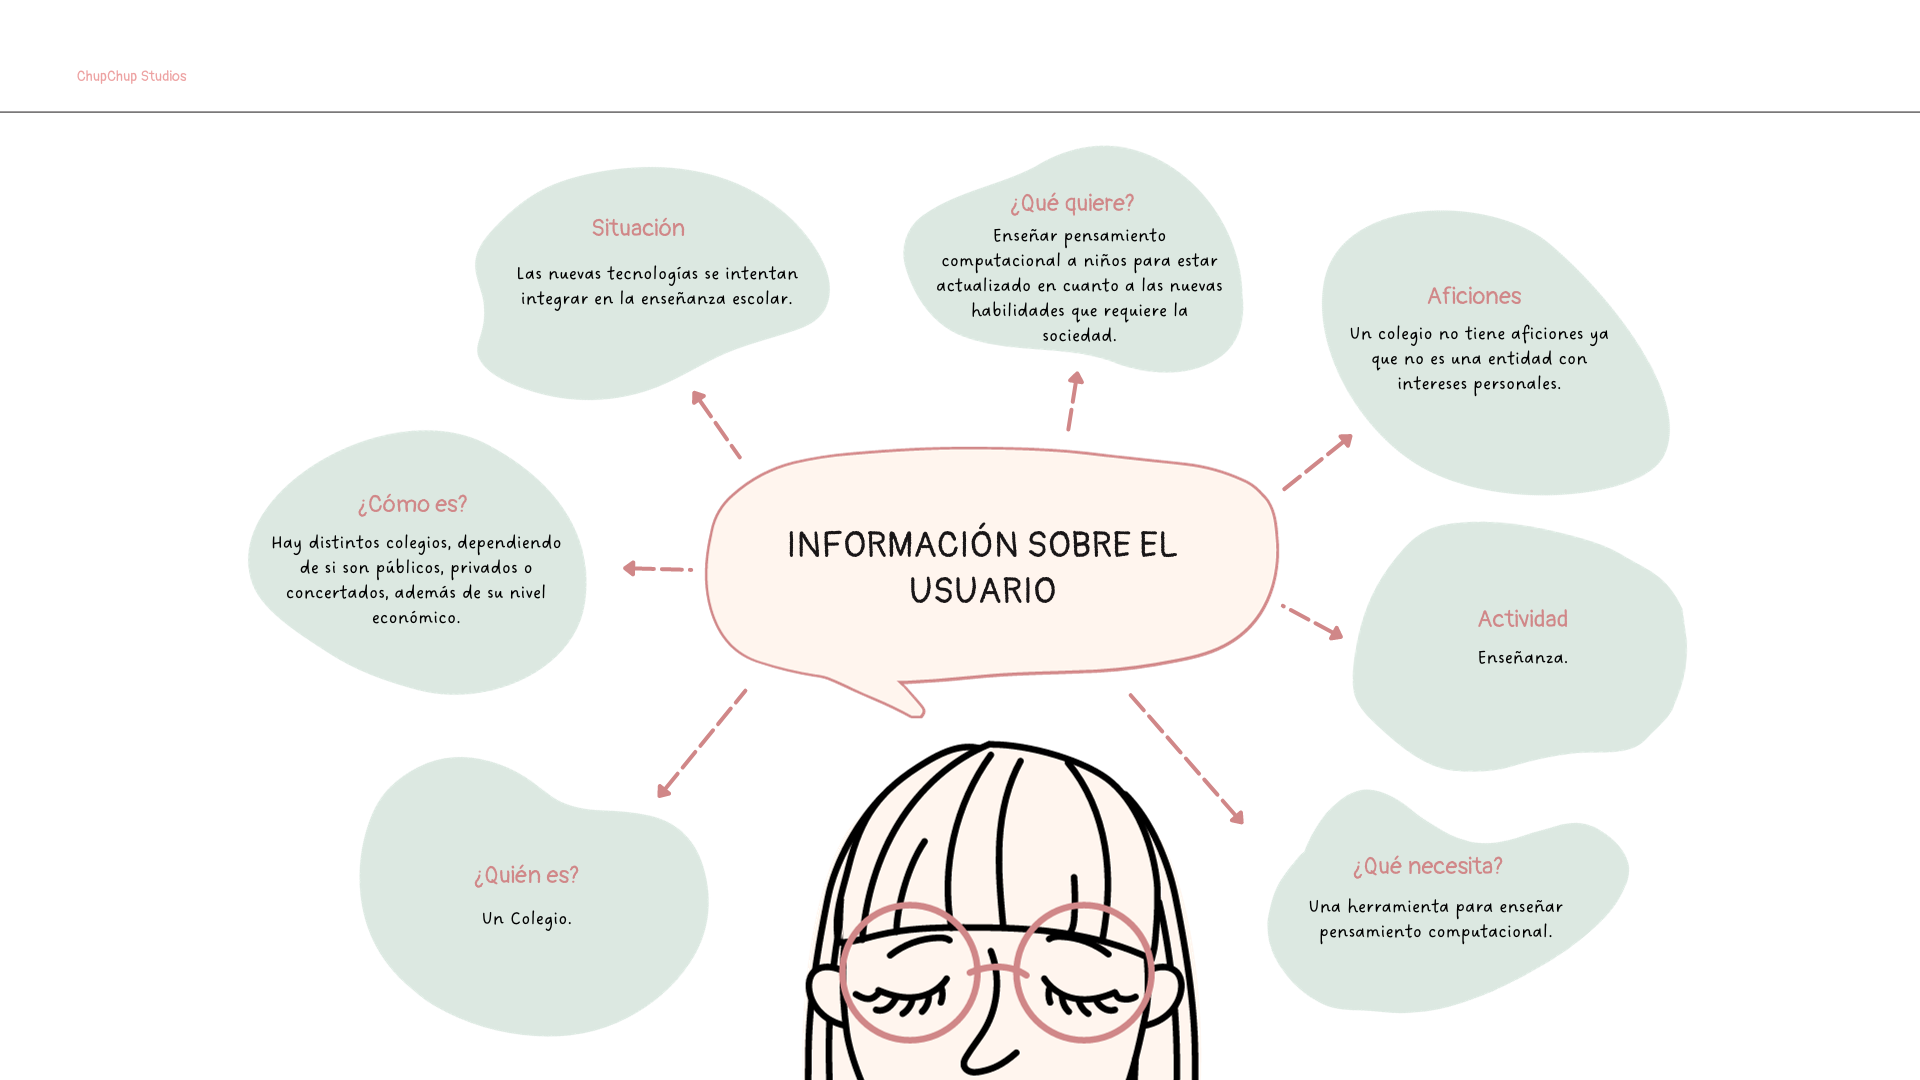 ChupChup Studios
Situación
Las nuevas tecnologías se intentan
integrar en la enseñanza escolar.
¿Qué quiere?
Enseñar pensamiento
computacional a niños para estar
actualizado en cuanto a las nuevas
habilidades que requiere la
sociedad.
Aficiones
Un colegio no tiene aficiones ya
que no es una entidad con
intereses personales.
¿Cómo es?
Hay distintos colegios, dependiendo
de si son públicos, privados o
concertados, además de su nivel
económico.
INFORMACIÓN SOBRE EL
USUARIO
Actividad
Enseñanza.
¿Quién es?
Un Colegio.
¿Qué necesita?
Una herramienta para enseñar
pensamiento computacional.